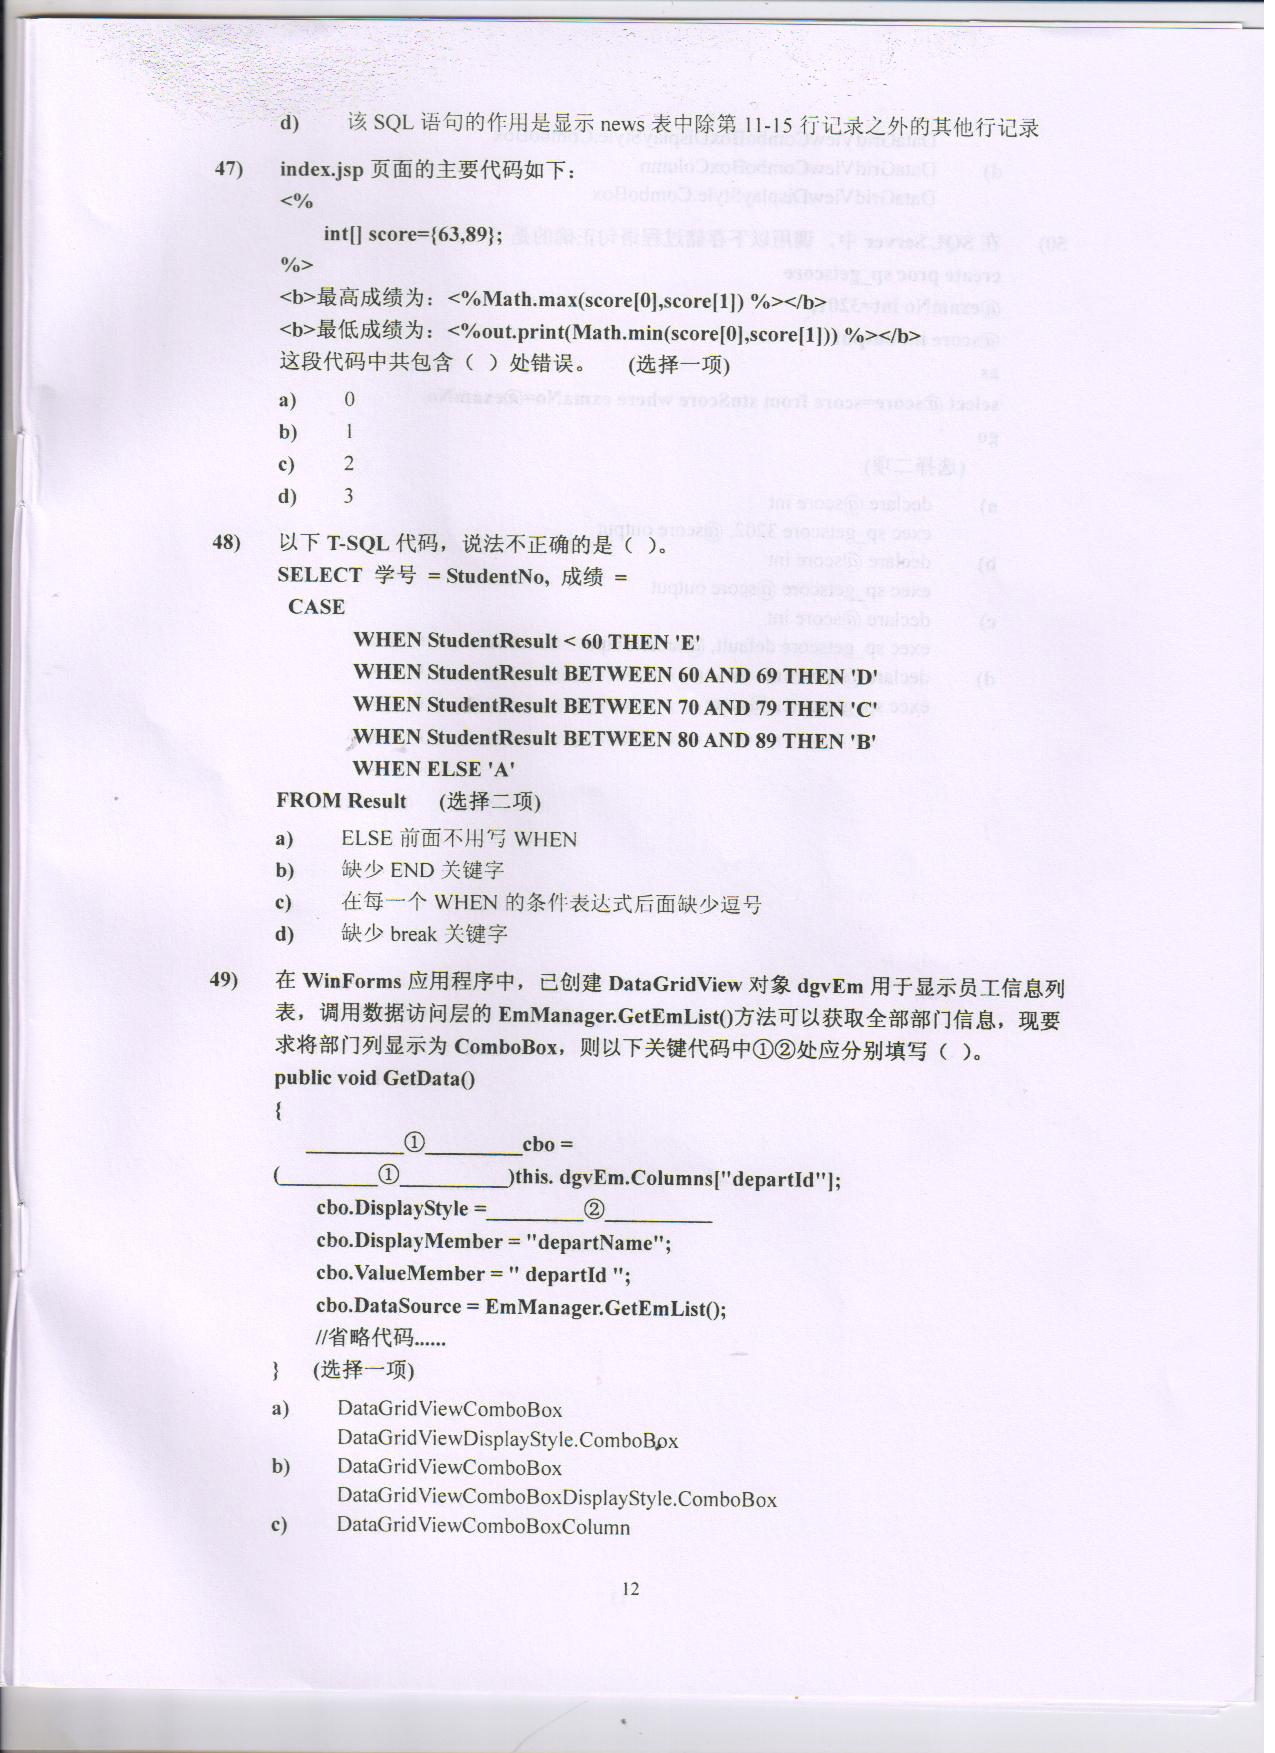 d) 该 SQL 语句的作用是显示 news 表中除第 11-15 行记录之外的其他行记录
47) index.jsp 页面的主要代码如下：
<%
int[] score={63,89};
%>
<b>最高成绩为：<%Math.max(score[0],score[1]) %></b>
<b>最低成绩为：<%out.print(Math.min(score[0],score[1])) %></b>
这段代码中共包含（ ）处错误。 (选择一项)
a) 0
b) 1
c) 2
d) 3
48) 以下 T-SQL 代码，说法不正确的是（ ）。
SELECT 学号 = StudentNo, 成绩 =
CASE
WHEN StudentResult < 60 THEN 'E'
WHEN StudentResult BETWEEN 60 AND 69 THEN 'D'
WHEN StudentResult BETWEEN 70 AND 79 THEN 'C'
WHEN StudentResult BETWEEN 80 AND 89 THEN 'B'
WHEN ELSE 'A'
FROM Result (选择二项)
a) ELSE 前面不用写 WHEN
b) 缺少 END 关键字
c) 在每一个 WHEN 的条件表达式后面缺少逗号
d) 缺少 break 关键字
49) 在 WinForms 应用程序中，已创建 DataGridView 对象 dgvEm 用于显示员工信息列
表，调用数据访问层的 EmManager.GetEmList()方法可以获取全部部门信息，现要
求将部门列显示为 ComboBox，则以下关键代码中①②处应分别填写（ ）。
public void GetData()
{
_________①_________cbo =
(_________①__________)this. dgvEm.Columns["departId"];
cbo.DisplayStyle =_________②__________
cbo.DisplayMember = "departName";
cbo.ValueMember = " departId ";
cbo.DataSource = EmManager.GetEmList();
//省略代码......
} (选择一项)
a) DataGridViewComboBox
DataGridViewDisplayStyle.ComboBox
b) DataGridViewComboBox
DataGridViewComboBoxDisplayStyle.ComboBox
c) DataGridViewComboBoxColumn
12